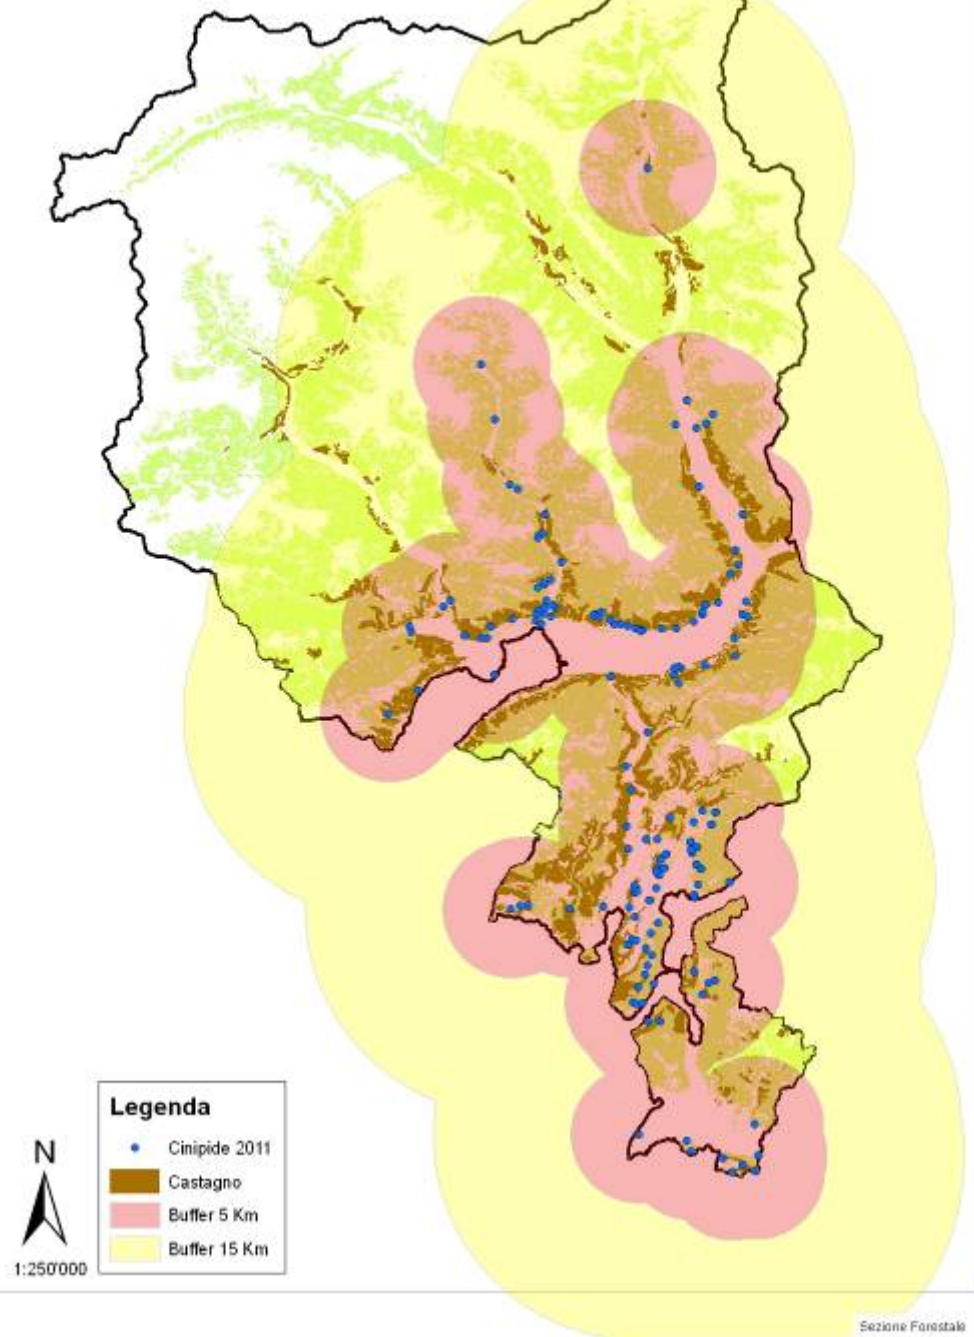 Legenda
Cinipide 2011
Castagno
Buffer 5 Km
Buffer 15 Km
N
1:250'000
Sezione Forestale